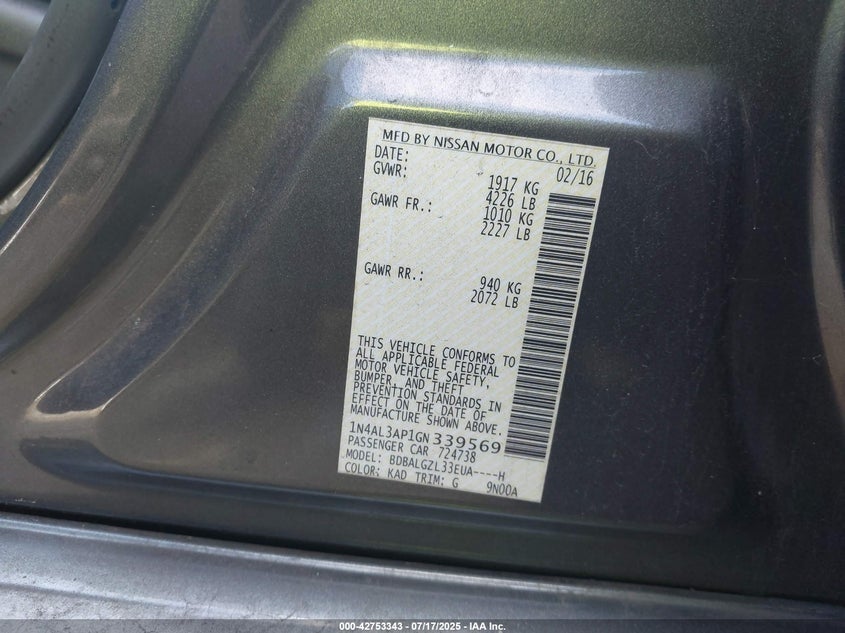 MFD BY NISSAN MOTOR CO., LTD.
DATE: 02/16
GVWR: 1917 KG
4226 LB
GAWR FR.: 1010 KG
2227 LB
GAWR RR.: 940 KG
2072 LB
THIS VEHICLE CONFORMS TO
ALL APPLICABLE FEDERAL
MOTOR VEHICLE SAFETY,
BUMPER, AND THEFT
PREVENTION STANDARDS IN
EFFECT ON THE DATE OF
MANUFACTURE SHOWN ABOVE.
1N4AL3AP1GN339569
PASSENGER CAR 724738
MODEL: BDBALGZL33EUA----H
COLOR: KAD TRIM: G 9N00A
000-42753343 - 07/17/2025 - IAA Inc.